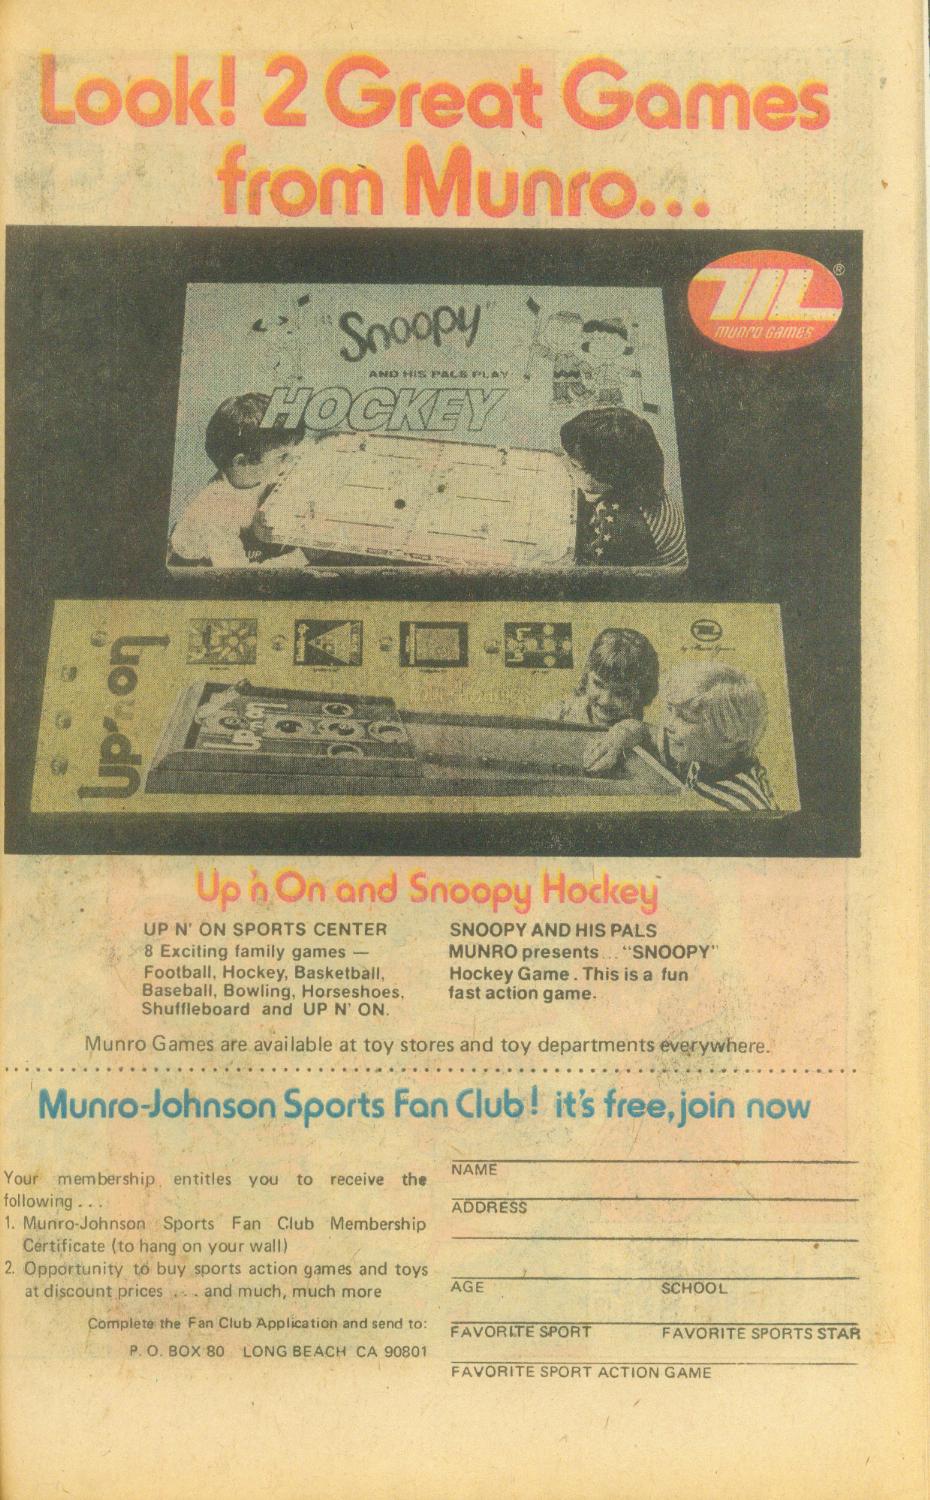 Look! 2 Great Games
from Munro...
®
MUNRO GAMES
Snoopy
AND HIS PALS PLAY
HOCKEY
UP
Up 'n on
Up 'n On and Snoopy Hockey
UP N' ON SPORTS CENTER
8 Exciting family games —
Football, Hockey, Basketball,
Baseball, Bowling, Horseshoes,
Shuffleboard and UP N' ON.
SNOOPY AND HIS PALS
MUNRO presents... "SNOOPY"
Hockey Game. This is a fun
fast action game.
Munro Games are available at toy stores and toy departments everywhere.
Munro-Johnson Sports Fan Club! it's free, join now
Your membership entitles you to receive the
following...
1. Munro-Johnson Sports Fan Club Membership
Certificate (to hang on your wall)
2. Opportunity to buy sports action games and toys
at discount prices ... and much, much more
Complete the Fan Club Application and send to:
P. O. BOX 80 LONG BEACH CA 90801
NAME
ADDRESS
AGE SCHOOL
FAVORITE SPORT FAVORITE SPORTS STAR
FAVORITE SPORT ACTION GAME